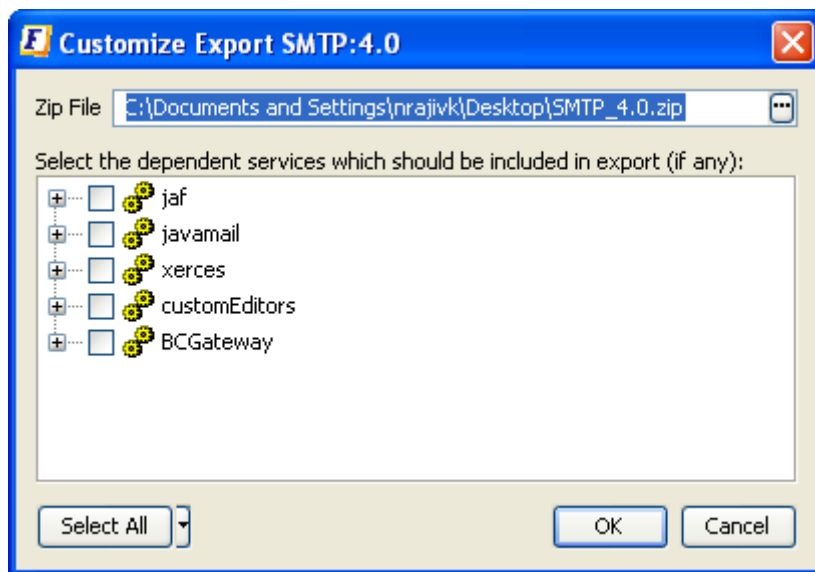 F Customize Export SMTP:4.0
Zip File C:\Documents and Settings\nrajivk\Desktop\SMTP_4.0.zip ...
Select the dependent services which should be included in export (if any):
jaf
javamail
xerces
customEditors
BCGateway
Select All OK Cancel